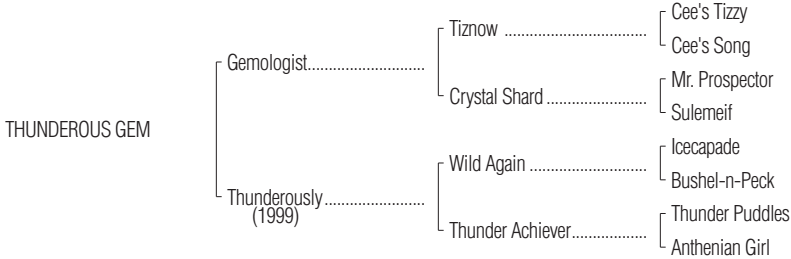 Cee's Tizzy
Tiznow ..................................
Cee's Song
Gemologist............................
Mr. Prospector
Crystal Shard ........................
Sulemeif
THUNDEROUS GEM
Icecapade
Wild Again ............................
Bushel-n-Peck
Thunderously ........................
(1999)
Thunder Puddles
Thunder Achiever..................
Anthenian Girl